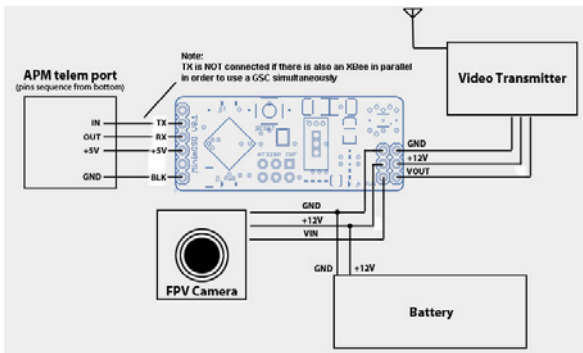 Note:
TX is NOT connected if there is also an XBee in parallel
in order to use a GSC simultaneously
APM telem port
(pins sequence from bottom)
Video Transmitter
IN TX
OUT RX
+5V +5V
GND BLK
GND
+12V
VOUT
GND
+12V
VIN
GND +12V
FPV Camera
Battery